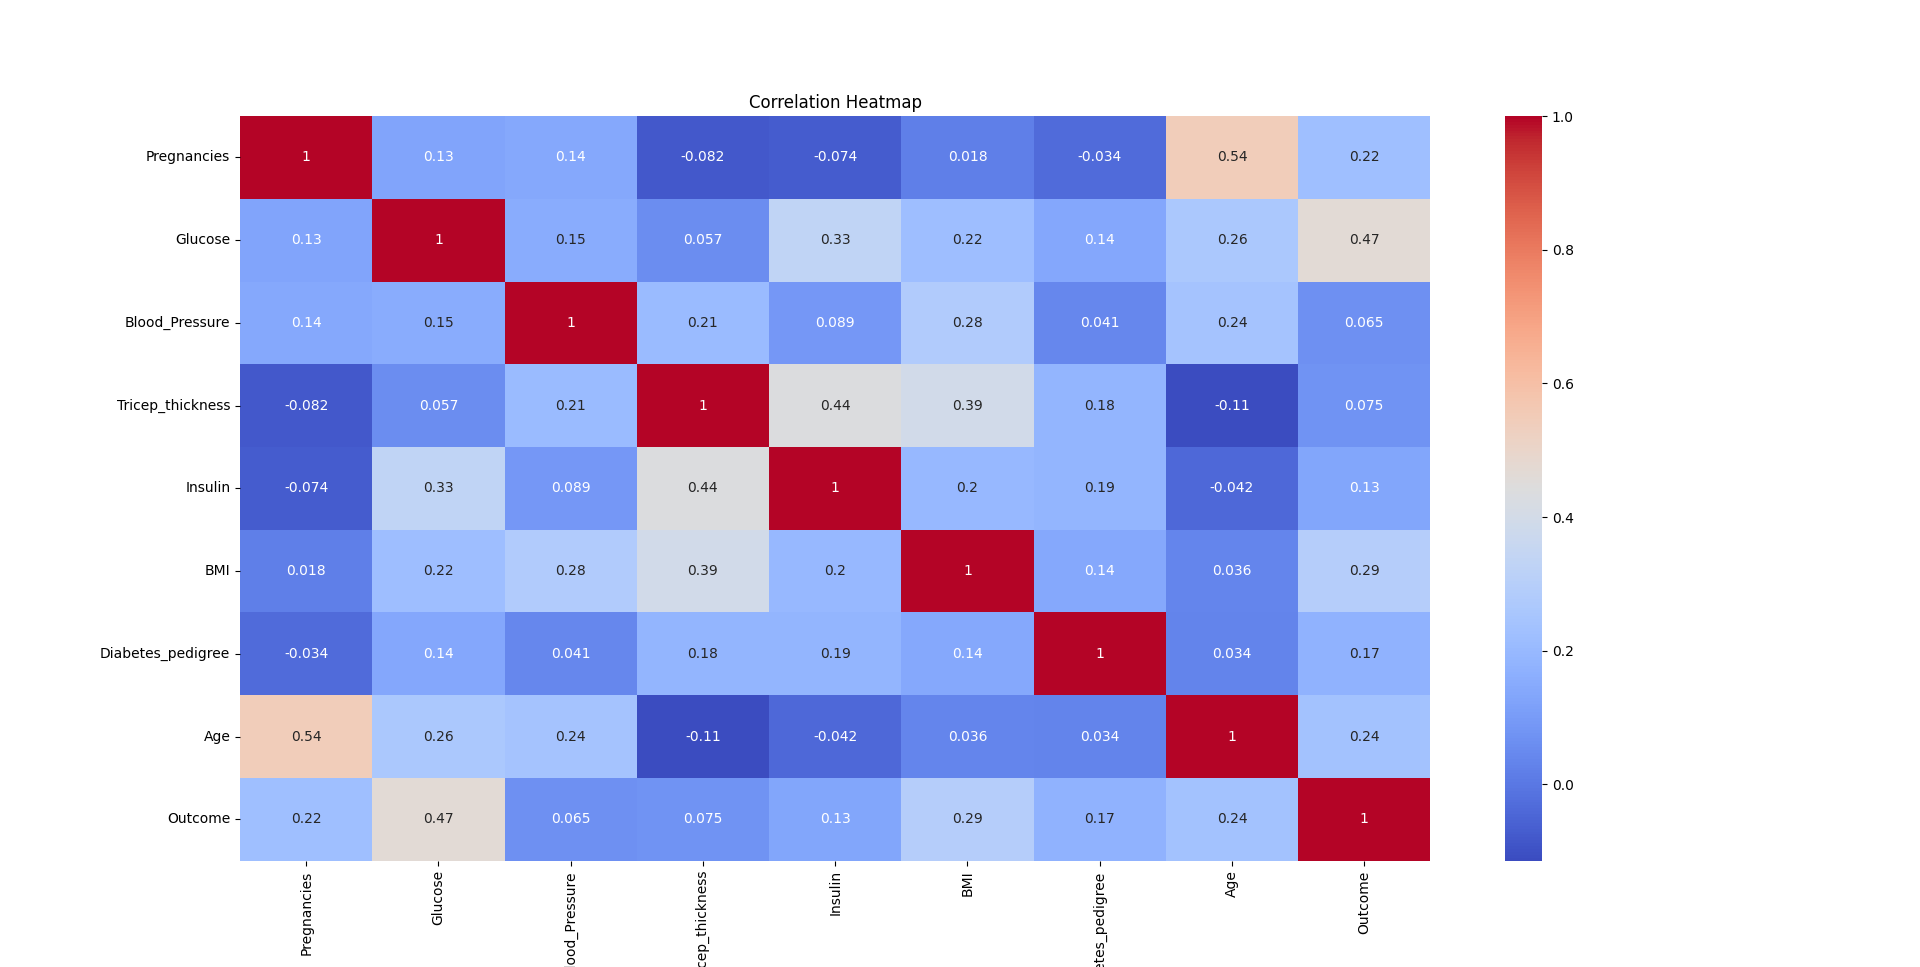 Correlation Heatmap
Pregnancies 1 0.13 0.14 -0.082 -0.074 0.018 -0.034 0.54 0.22
Glucose 0.13 1 0.15 0.057 0.33 0.22 0.14 0.26 0.47
Blood_Pressure 0.14 0.15 1 0.21 0.089 0.28 0.041 0.24 0.065
Tricep_thickness -0.082 0.057 0.21 1 0.44 0.39 0.18 -0.11 0.075
Insulin -0.074 0.33 0.089 0.44 1 0.2 0.19 -0.042 0.13
BMI 0.018 0.22 0.28 0.39 0.2 1 0.14 0.036 0.29
Diabetes_pedigree -0.034 0.14 0.041 0.18 0.19 0.14 1 0.034 0.17
Age 0.54 0.26 0.24 -0.11 -0.042 0.036 0.034 1 0.24
Outcome 0.22 0.47 0.065 0.075 0.13 0.29 0.17 0.24 1
Pregnancies
Glucose
lood_Pressure
cep_thickness
Insulin
BMI
etes_pedigree
Age
Outcome
1.0
0.8
0.6
0.4
0.2
0.0